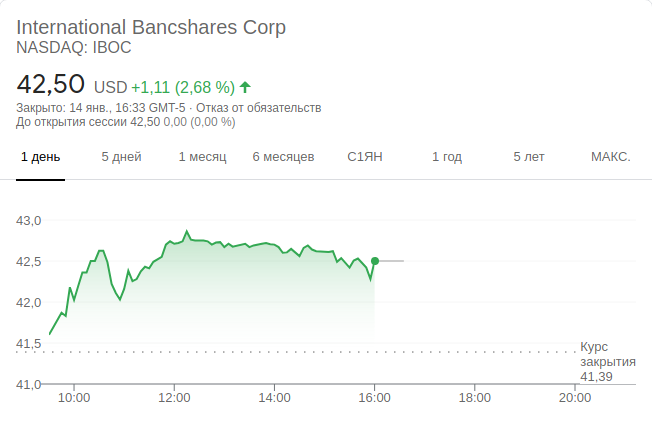 International Bancshares Corp
NASDAQ: IBOC
42,50 USD +1,11 (2,68 %)
Закрыто: 14 янв., 16:33 GMT-5 · Отказ от обязательств
До открытия сессии 42,50 0,00 (0,00 %)
1 день 5 дней 1 месяц 6 месяцев С1ЯН 1 год 5 лет МАКС.
43,0
42,5
42,0
41,5
41,0
Курс
закрытия
41,39
10:00 12:00 14:00 16:00 18:00 20:00